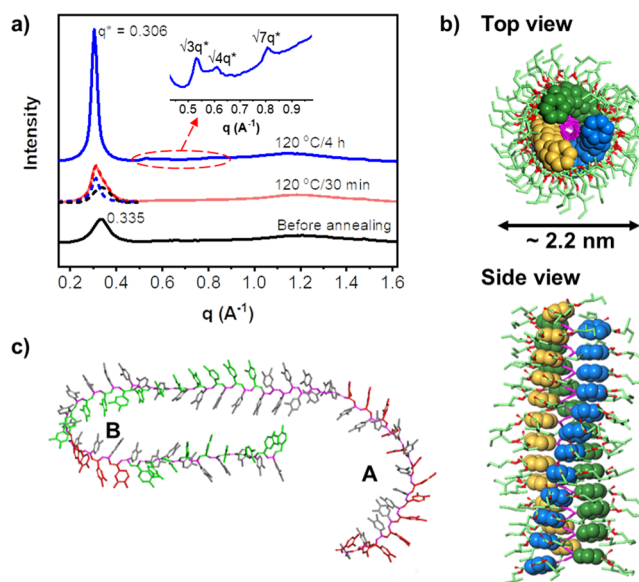 a)
q* = 0.306
√3q*
√4q*
√7q*
0.5 0.6 0.7 0.8 0.9
q (A⁻¹)
120 °C/4 h
120 °C/30 min
0.335
Before annealing
Intensity
0.2 0.4 0.6 0.8 1.0 1.2 1.4 1.6
q (A⁻¹)
b) Top view
~ 2.2 nm
Side view
c)
B
A